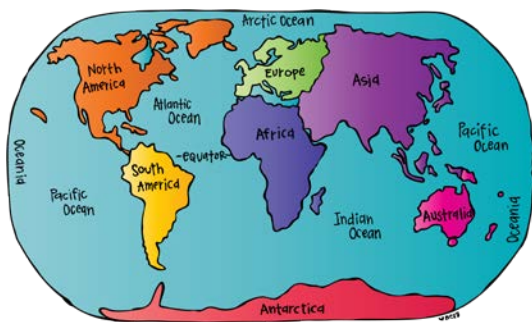 Arctic Ocean
North
America
Europe
Asia
Atlantic
Ocean
Pacific
Ocean
Africa
-equator-
Oceania
South
America
Pacific
Ocean
Indian
Ocean
Australia
Oceania
Antarctica